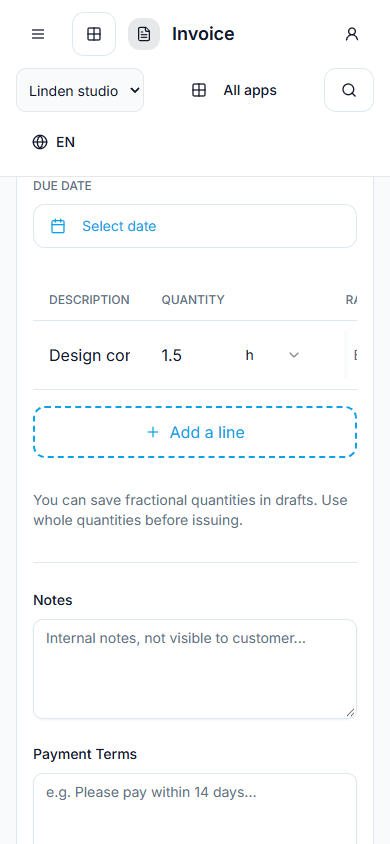 Invoice
Linden studio
All apps
EN
DUE DATE
Select date
DESCRIPTION QUANTITY
1.5 h
Add a line
You can save fractional quantities in drafts. Use
whole quantities before issuing.
Notes
Internal notes, not visible to customer...
Payment Terms
e.g. Please pay within 14 days...